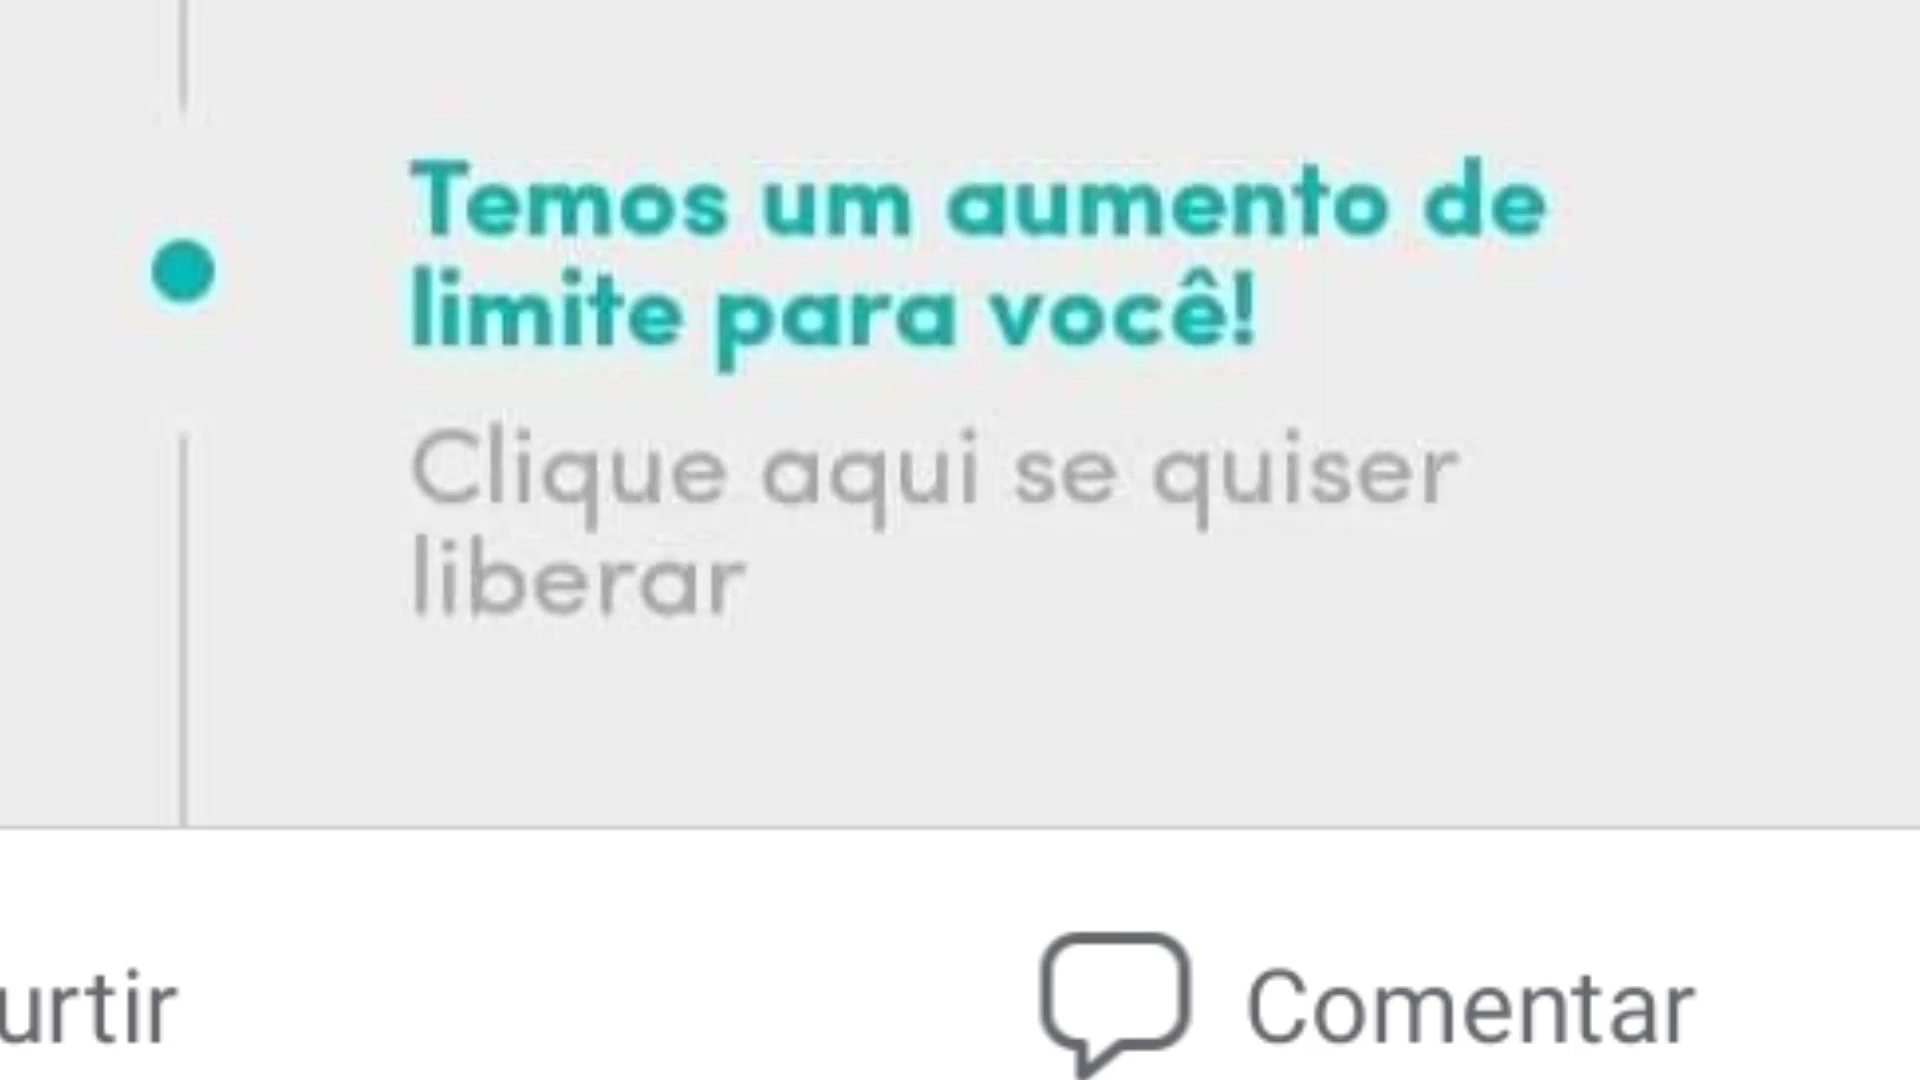 Temos um aumento de
limite para você!
Clique aqui se quiser
liberar
urtir
Comentar